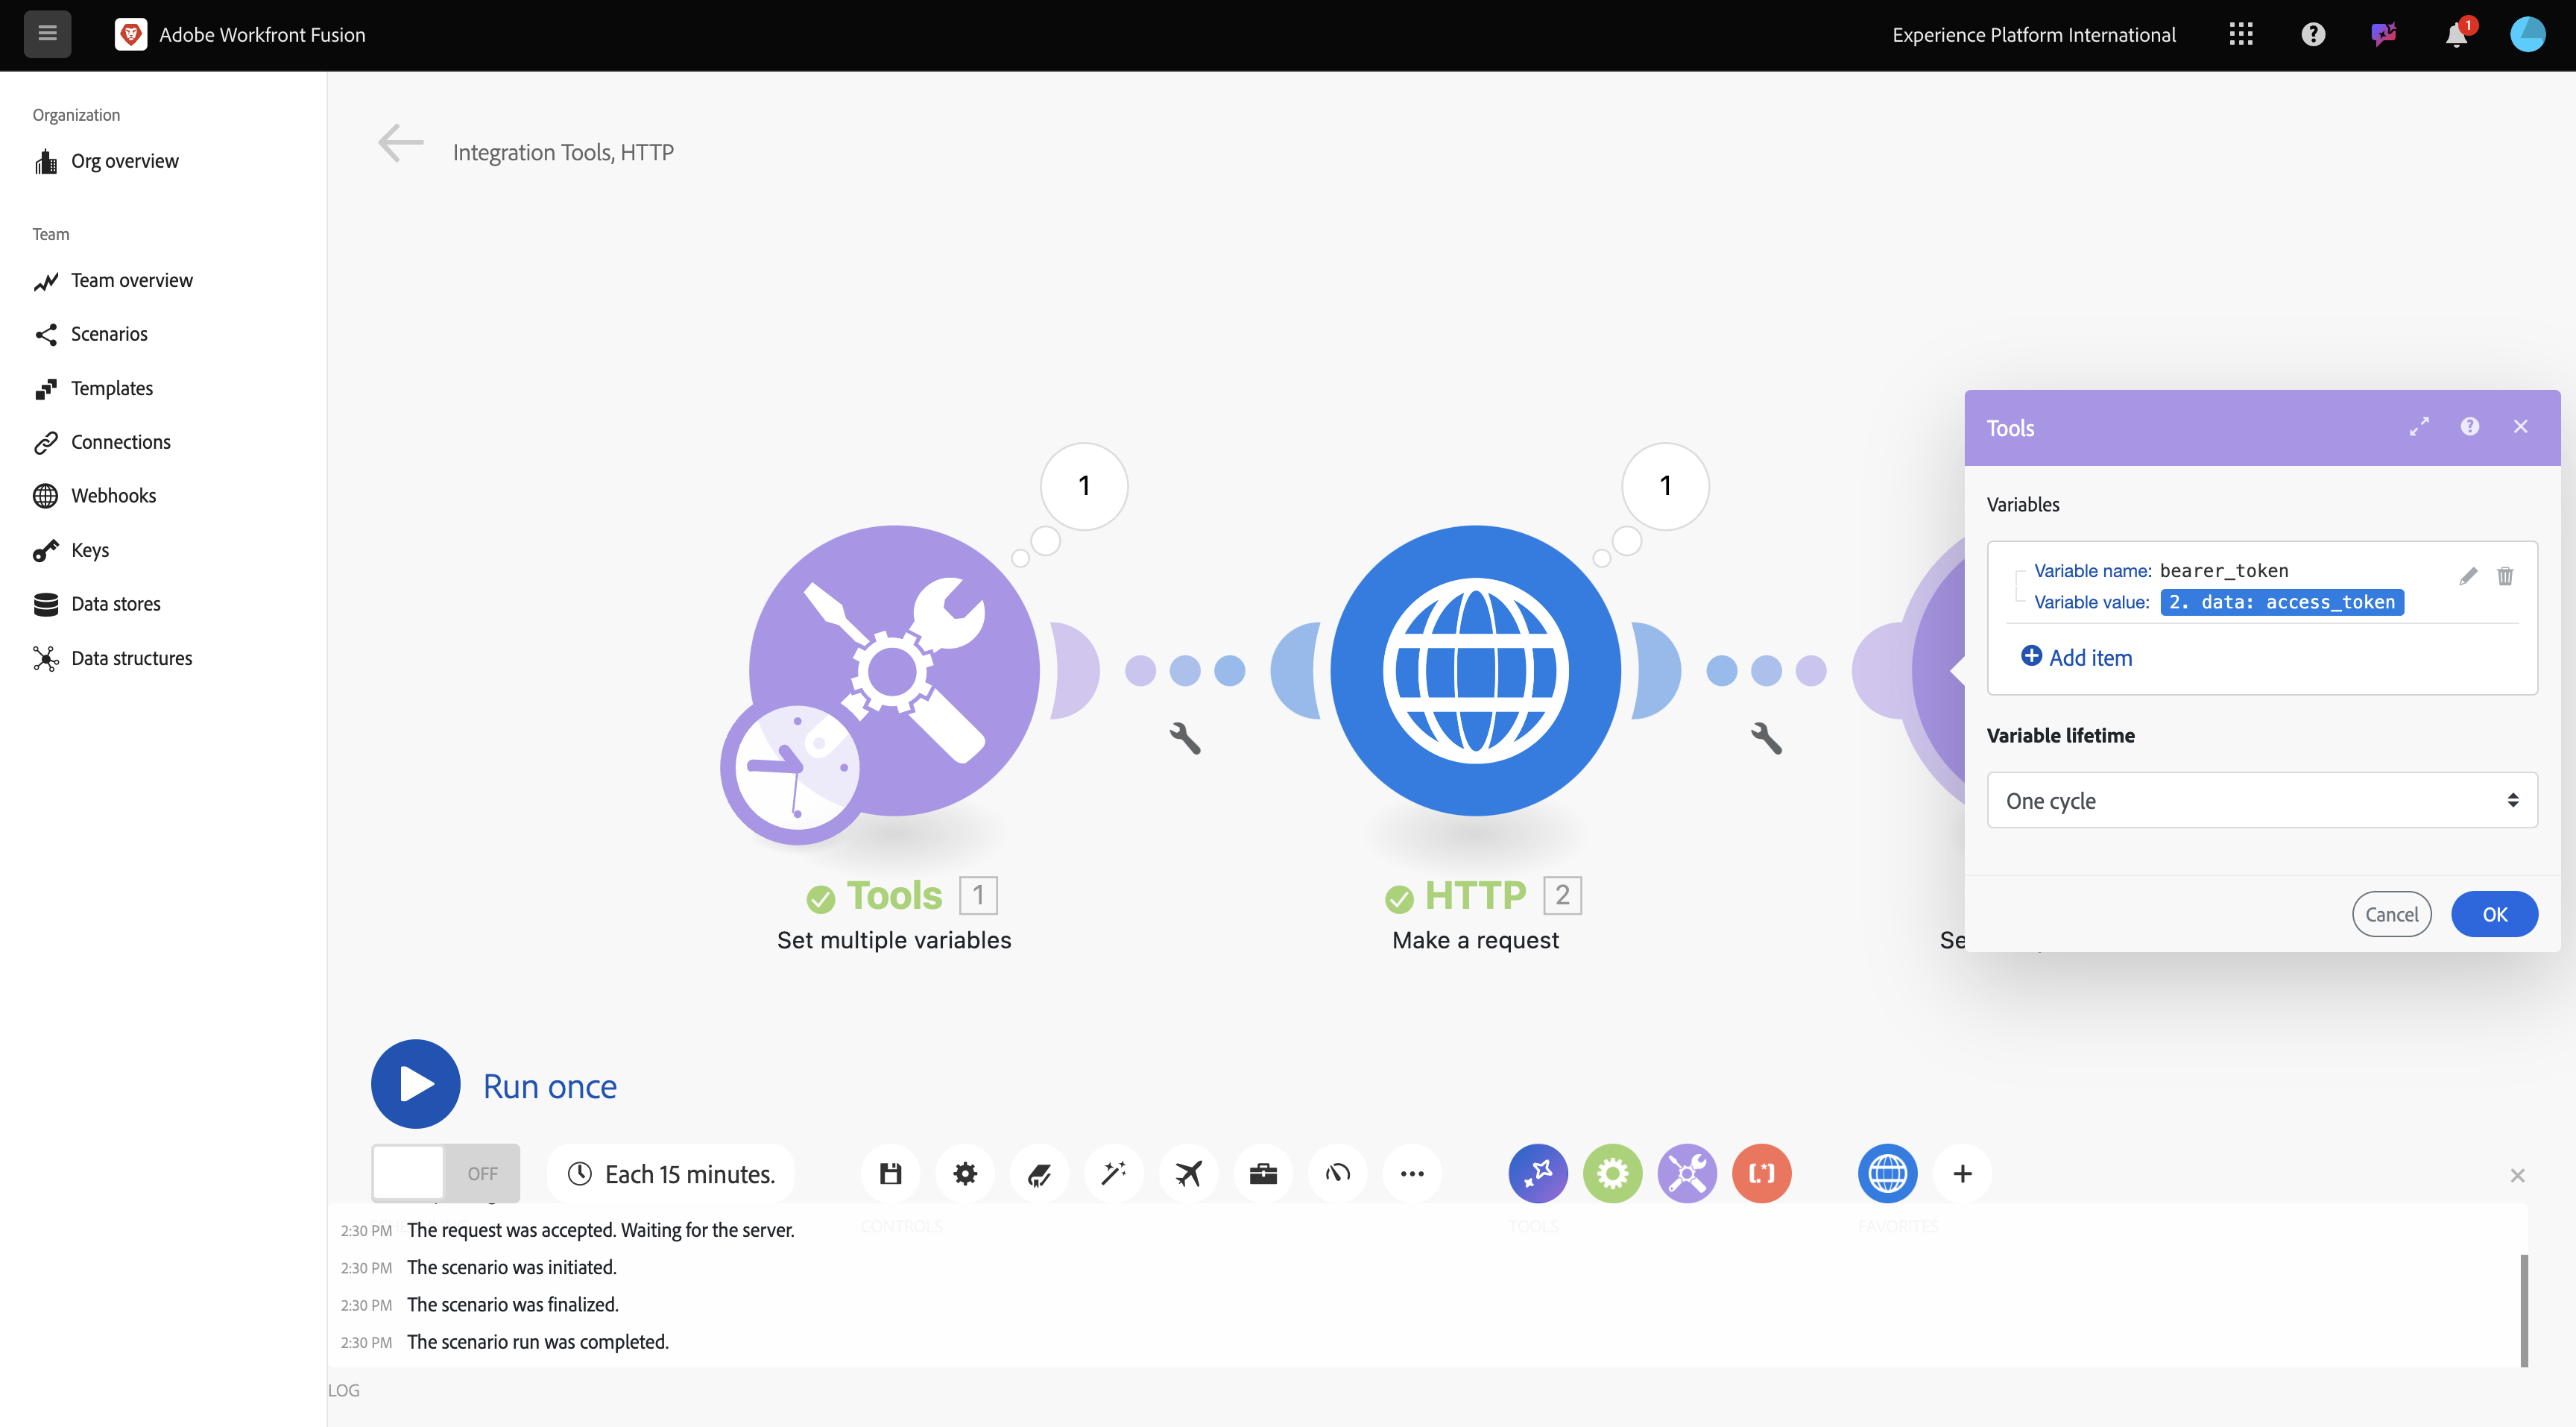 Adobe Workfront Fusion
Experience Platform International
1
Organization
Org overview
Team
Team overview
Scenarios
Templates
Connections
Webhooks
Keys
Data stores
Data structures
Integration Tools, HTTP
1
1
Tools 1
Set multiple variables
HTTP 2
Make a request
Se
Tools
Variables
Variable name: bearer_token
Variable value: 2. data: access_token
Add item
Variable lifetime
One cycle
Cancel
OK
Run once
OFF
Each 15 minutes.
CONTROLS
TOOLS
FAVORITES
2:30 PM The request was accepted. Waiting for the server.
2:30 PM The scenario was initiated.
2:30 PM The scenario was finalized.
2:30 PM The scenario run was completed.
LOG